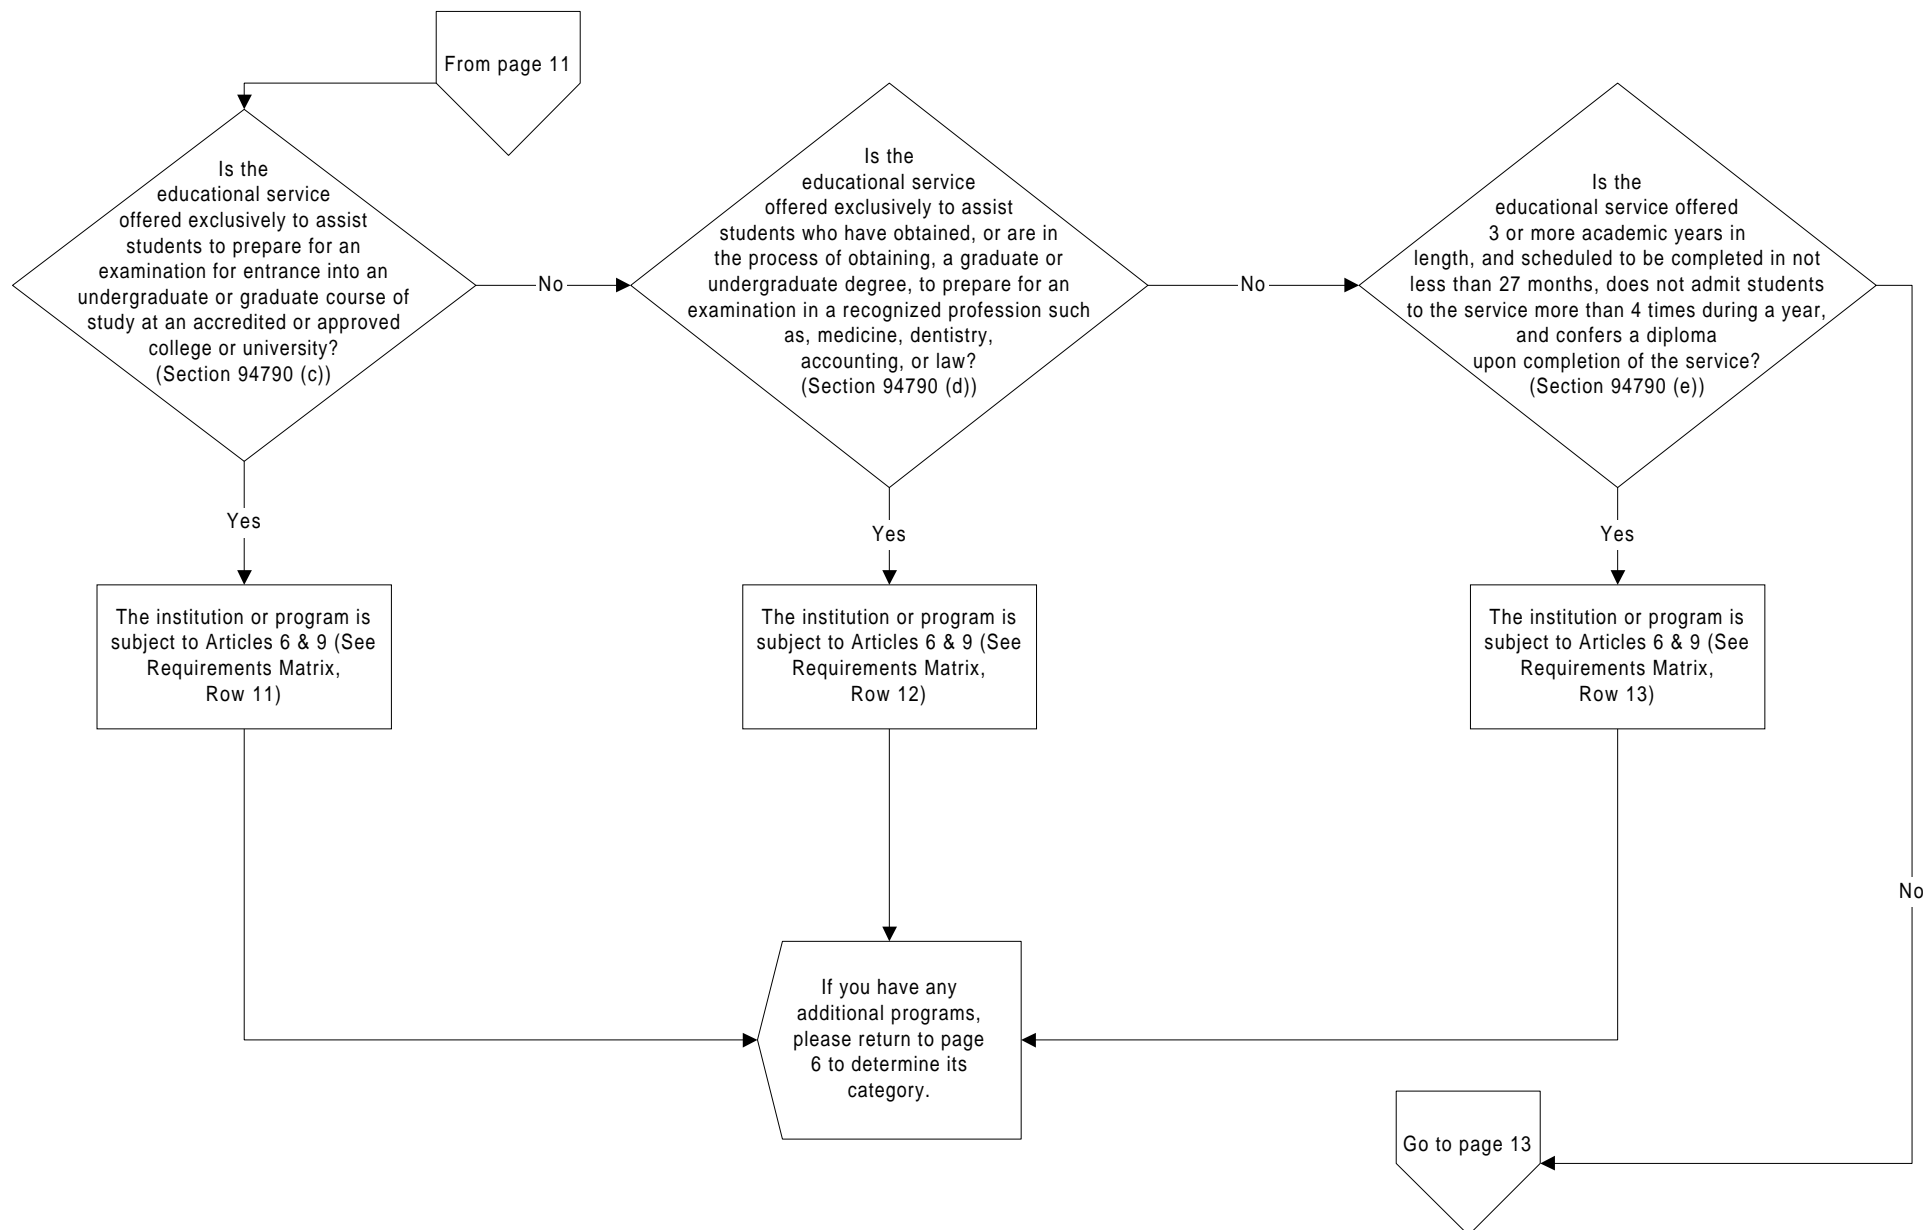 From page 11
Is the
educational service
offered exclusively to assist
students to prepare for an
examination for entrance into an
undergraduate or graduate course of
study at an accredited or approved
college or university?
(Section 94790 (c))
No
Is the
educational service
offered exclusively to assist
students who have obtained, or are in
the process of obtaining, a graduate or
undergraduate degree, to prepare for an
examination in a recognized profession such
as, medicine, dentistry,
accounting, or law?
(Section 94790 (d))
No
Is the
educational service offered
3 or more academic years in
length, and scheduled to be completed in not
less than 27 months, does not admit students
to the service more than 4 times during a year,
and confers a diploma
upon completion of the service?
(Section 94790 (e))
Yes
Yes
Yes
The institution or program is
subject to Articles 6 & 9 (See
Requirements Matrix,
Row 11)
The institution or program is
subject to Articles 6 & 9 (See
Requirements Matrix,
Row 12)
The institution or program is
subject to Articles 6 & 9 (See
Requirements Matrix,
Row 13)
No
If you have any
additional programs,
please return to page
6 to determine its
category.
Go to page 13